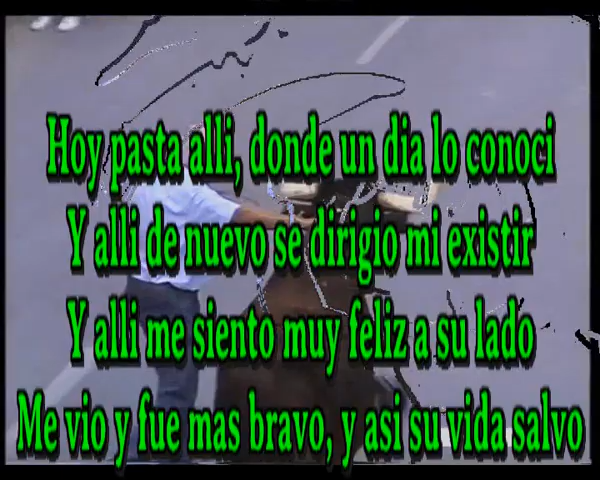 Hoy pasta alli, donde un dia lo conoci
Y alli de nuevo se dirigio mi existir
Y alli me siento muy feliz a su lado
Me vio y fue mas bravo, y asi su vida salvo